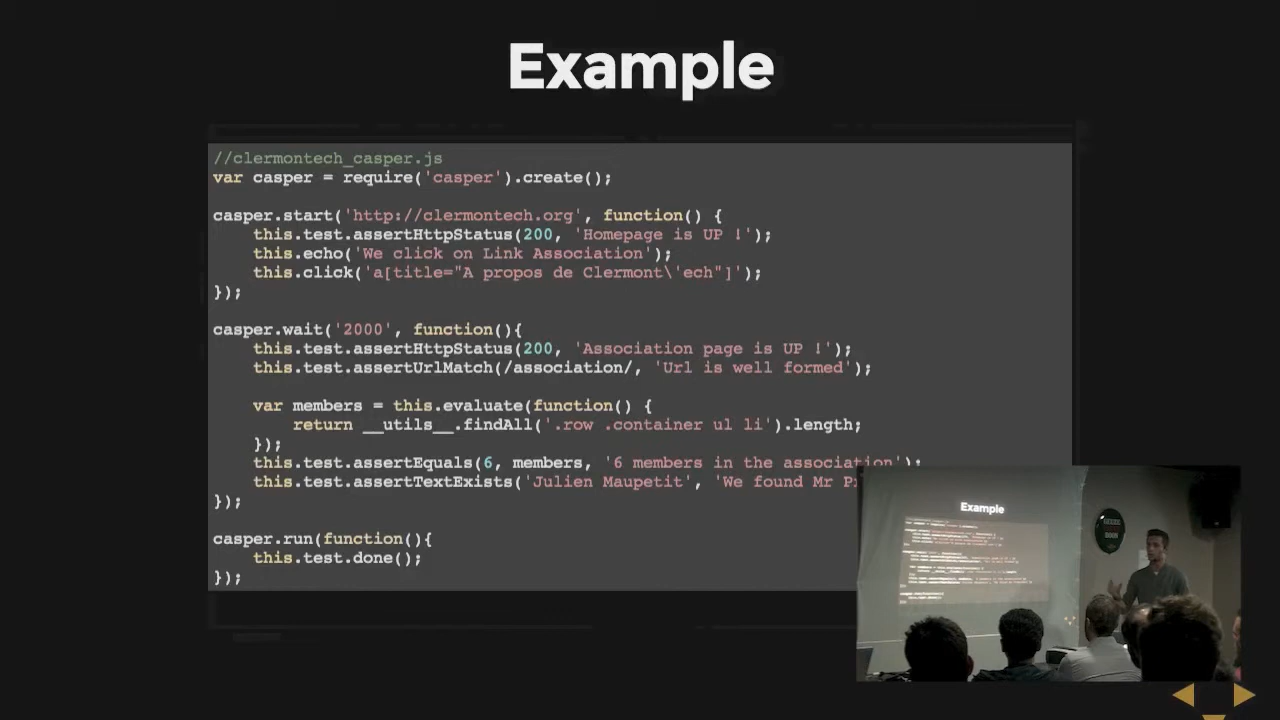 Example
//clermontech_casper.js
var casper = require('casper').create();
casper.start('http://clermontech.org', function() {
this.test.assertHttpStatus(200, 'Homepage is UP !');
this.echo('We click on Link Association');
this.click('a[title="A propos de Clermont\'ech"]');
});
casper.wait('2000', function(){
this.test.assertHttpStatus(200, 'Association page is UP !');
this.test.assertUrlMatch(/association/, 'Url is well formed');
var members = this.evaluate(function() {
return __utils__.findAll('.row .container ul li').length;
});
this.test.assertEquals(6, members, '6 members in the association');
this.test.assertTextExists('Julien Maupetit', 'We found Mr
});
casper.run(function(){
this.test.done();
});
Example